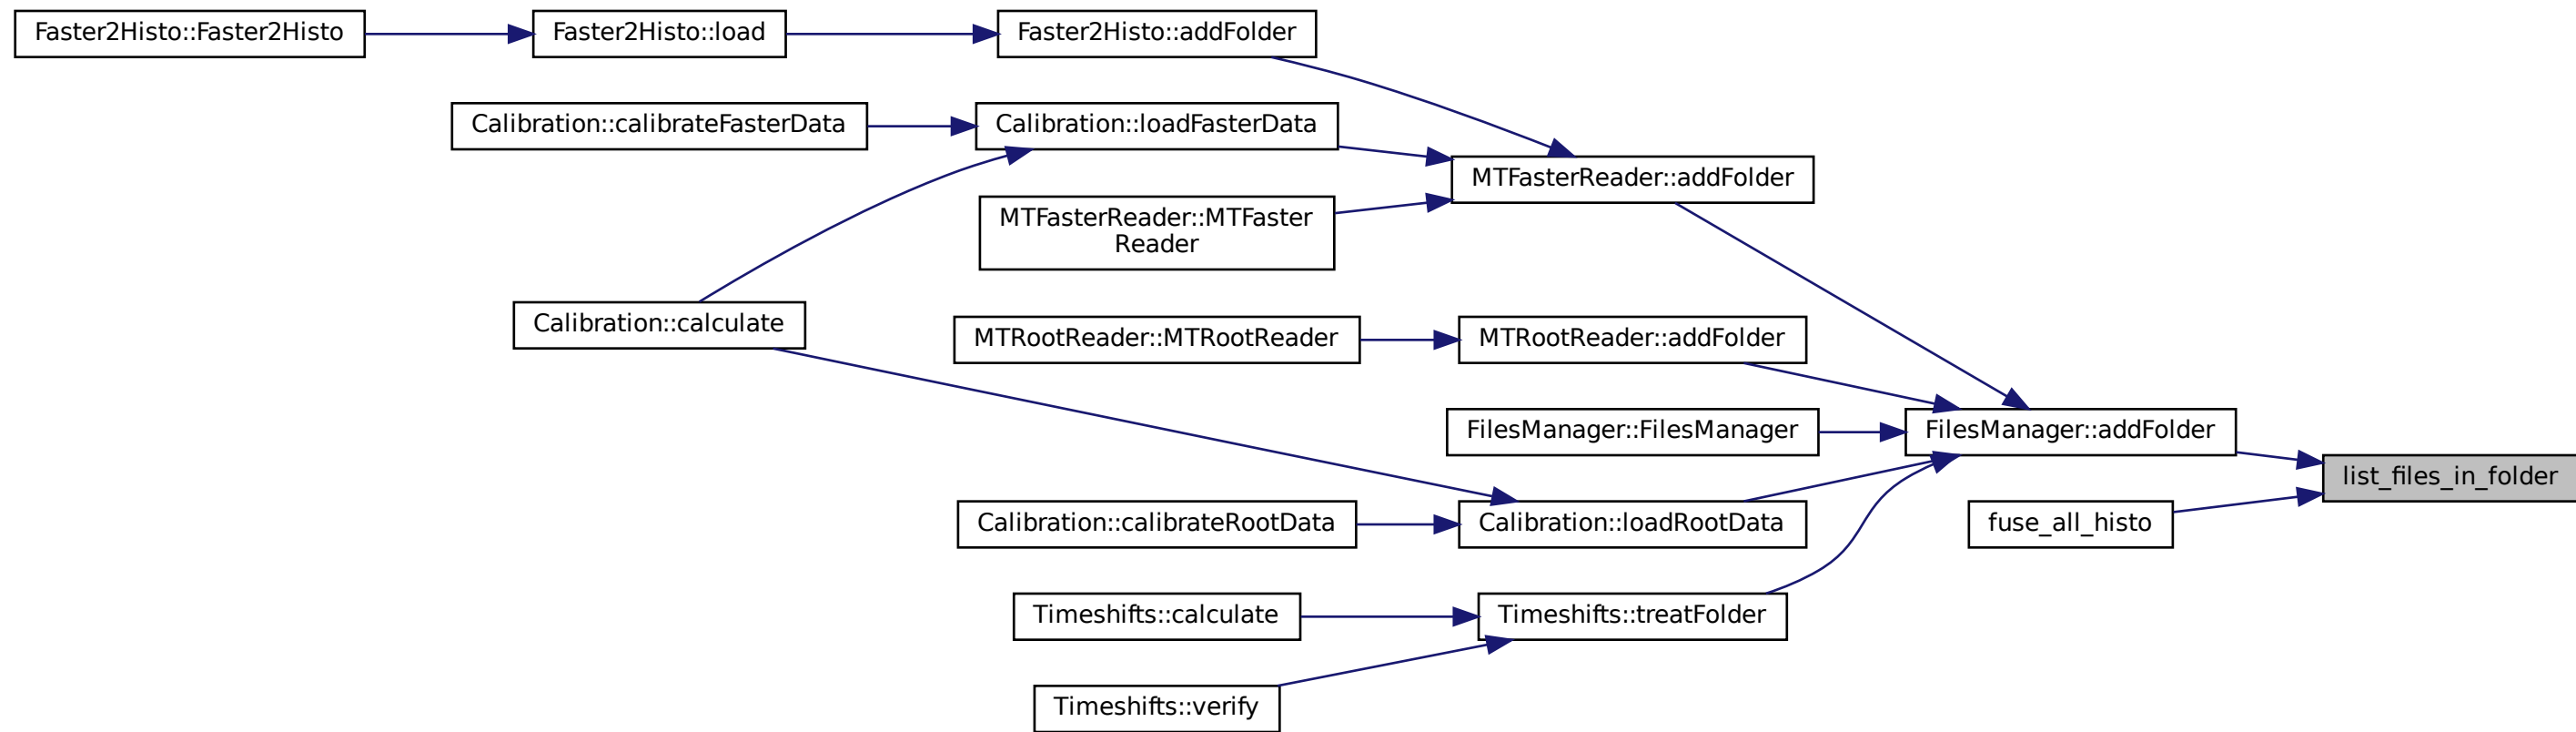 Faster2Histo::Faster2Histo
Faster2Histo::load
Faster2Histo::addFolder
Calibration::calibrateFasterData
Calibration::loadFasterData
MTFasterReader::addFolder
MTFasterReader::MTFaster
Reader
Calibration::calculate
MTRootReader::MTRootReader
MTRootReader::addFolder
FilesManager::FilesManager
FilesManager::addFolder
list_files_in_folder
Calibration::calibrateRootData
Calibration::loadRootData
fuse_all_histo
Timeshifts::calculate
Timeshifts::treatFolder
Timeshifts::verify